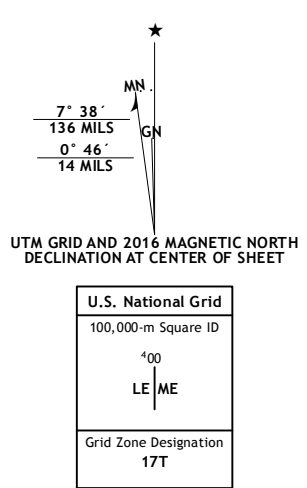 ★
MN
7° 38´
136 MILS
GN
0° 46´
14 MILS
UTM GRID AND 2016 MAGNETIC NORTH
DECLINATION AT CENTER OF SHEET
U.S. National Grid
100,000-m Square ID
⁴00
LE ME
Grid Zone Designation
17T